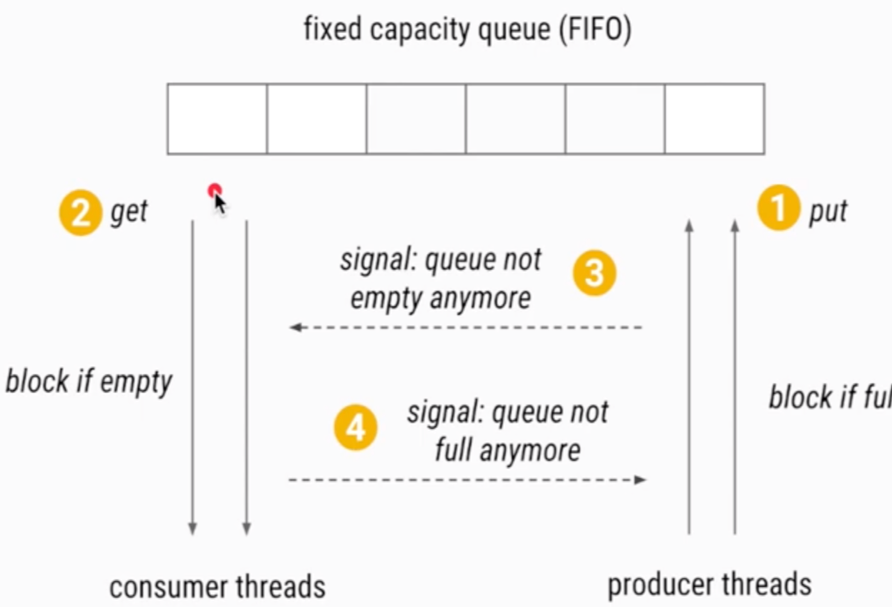 fixed capacity queue (FIFO)
2 get
1 put
signal: queue not
empty anymore
3
block if empty
block if ful
4
signal: queue not
full anymore
consumer threads
producer threads